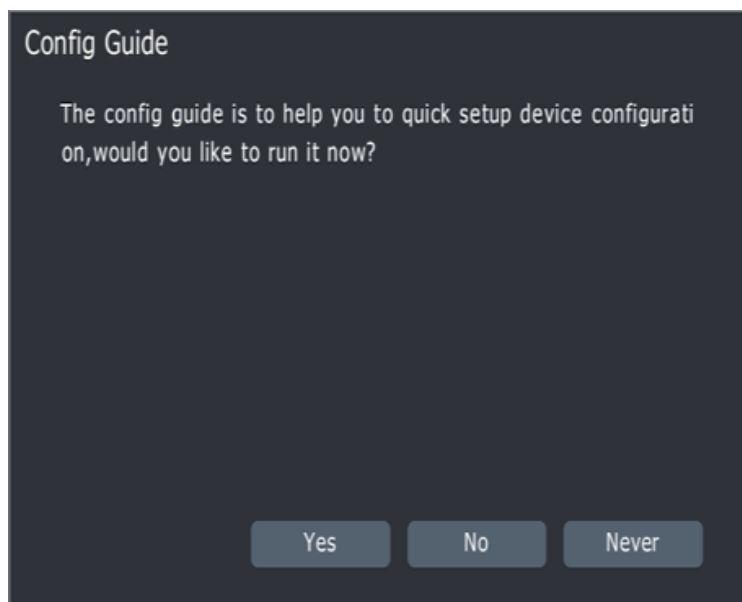 Config Guide
The config guide is to help you to quick setup device configurati
on,would you like to run it now?
Yes No Never